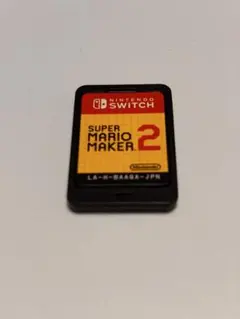 NINTENDO
SWITCH
SUPER
MARIO
MAKER 2
Nintendo
LA-H-BAAQA-JPN